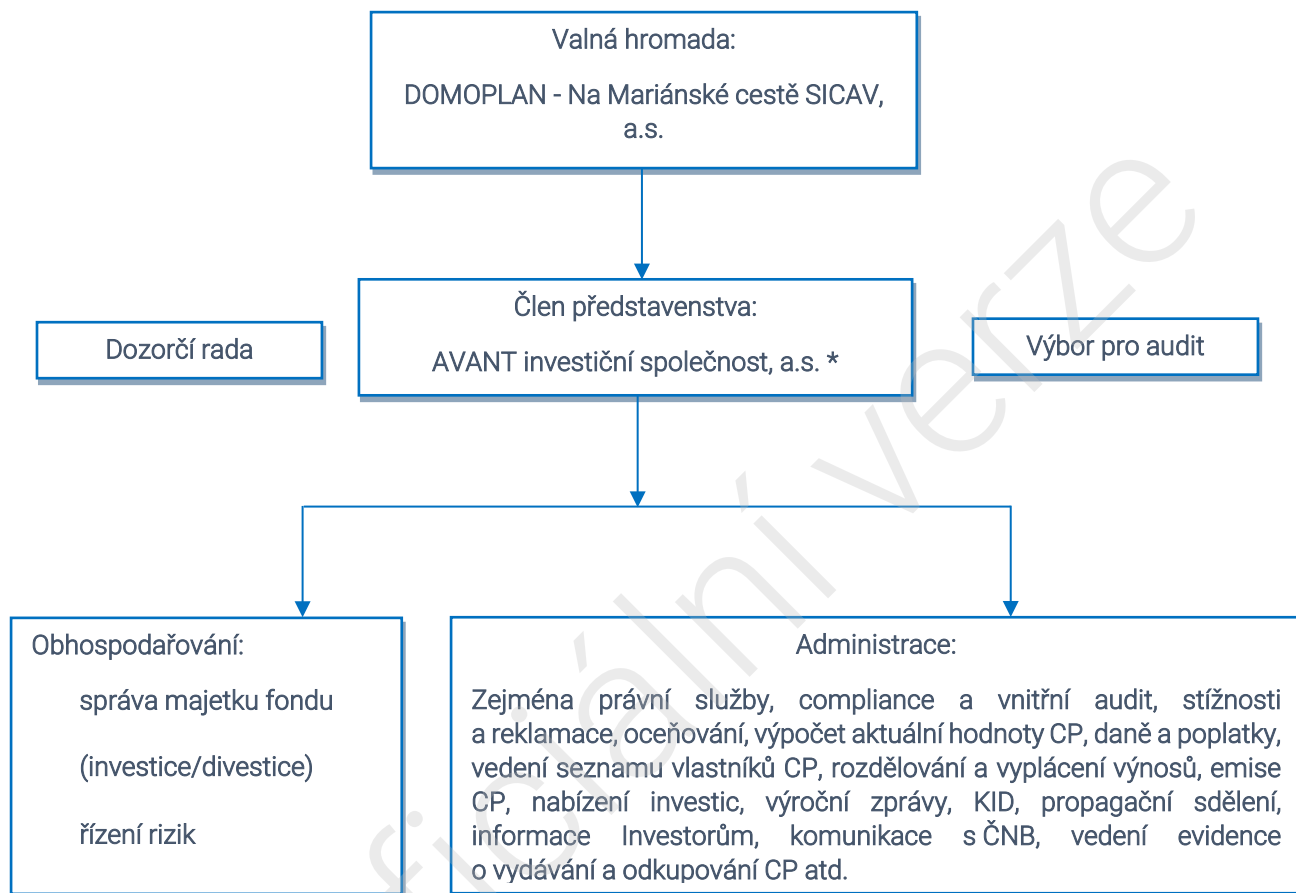 Valná hromada:
DOMOPLAN - Na Mariánské cestě SICAV,
a.s.
Člen představenstva:
AVANT investiční společnost, a.s. *
Dozorčí rada
Výbor pro audit
Obhospodařování:
správa majetku fondu
(investice/divestice)
řízení rizik
Administrace:
Zejména právní služby, compliance a vnitřní audit, stížnosti
a reklamace, oceňování, výpočet aktuální hodnoty CP, daně a poplatky,
vedení seznamu vlastníků CP, rozdělování a vyplácení výnosů, emise
CP, nabízení investic, výroční zprávy, KID, propagační sdělení,
informace Investorům, komunikace s ČNB, vedení evidence
o vydávání a odkupování CP atd.
ficiální verze